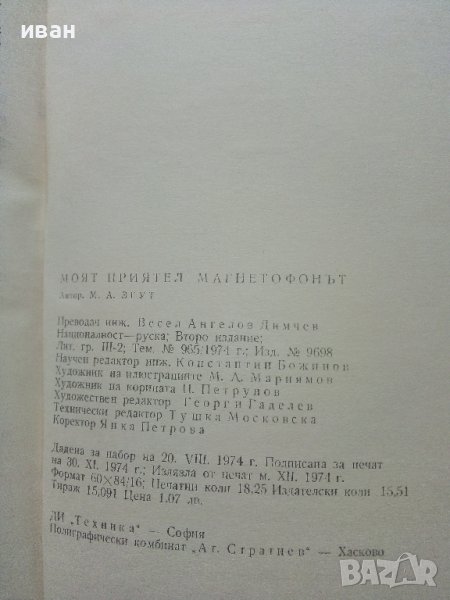 иван
МОЯТ ПРИЯТЕЛ МАГНЕТОФОНЪТ
Автор. М. А. ЗГУТ
Преводач инж. Весел Ангелов Димчев
Националност — руска; Второ издание;
Лит. гр. III-2; Тем. № 965/1974 г.; Изд. № 9698
Научен редактор инж. Константин Божинов
Художник на илюстрациите М. А. Мариямов
Художник на корицата И. Петрупов
Художествен редактор Георги Гаделев
Технически редактор Тушка Московска
Коректор Янка Петрова
Дадена за набор на 20. VIII. 1974 г. Подписана за печат
на 30. XI. 1974 г.; Излязла от печат м. XII. 1974 г.
Формат 60×84/16; Печатни коли 18.25 Издателски коли 15,51
Тираж 15,091 Цена 1.07 лв.
ДИ „Техника" — София
Полиграфически комбинат „Ат. Стратиев" — Хасково
BAZAR